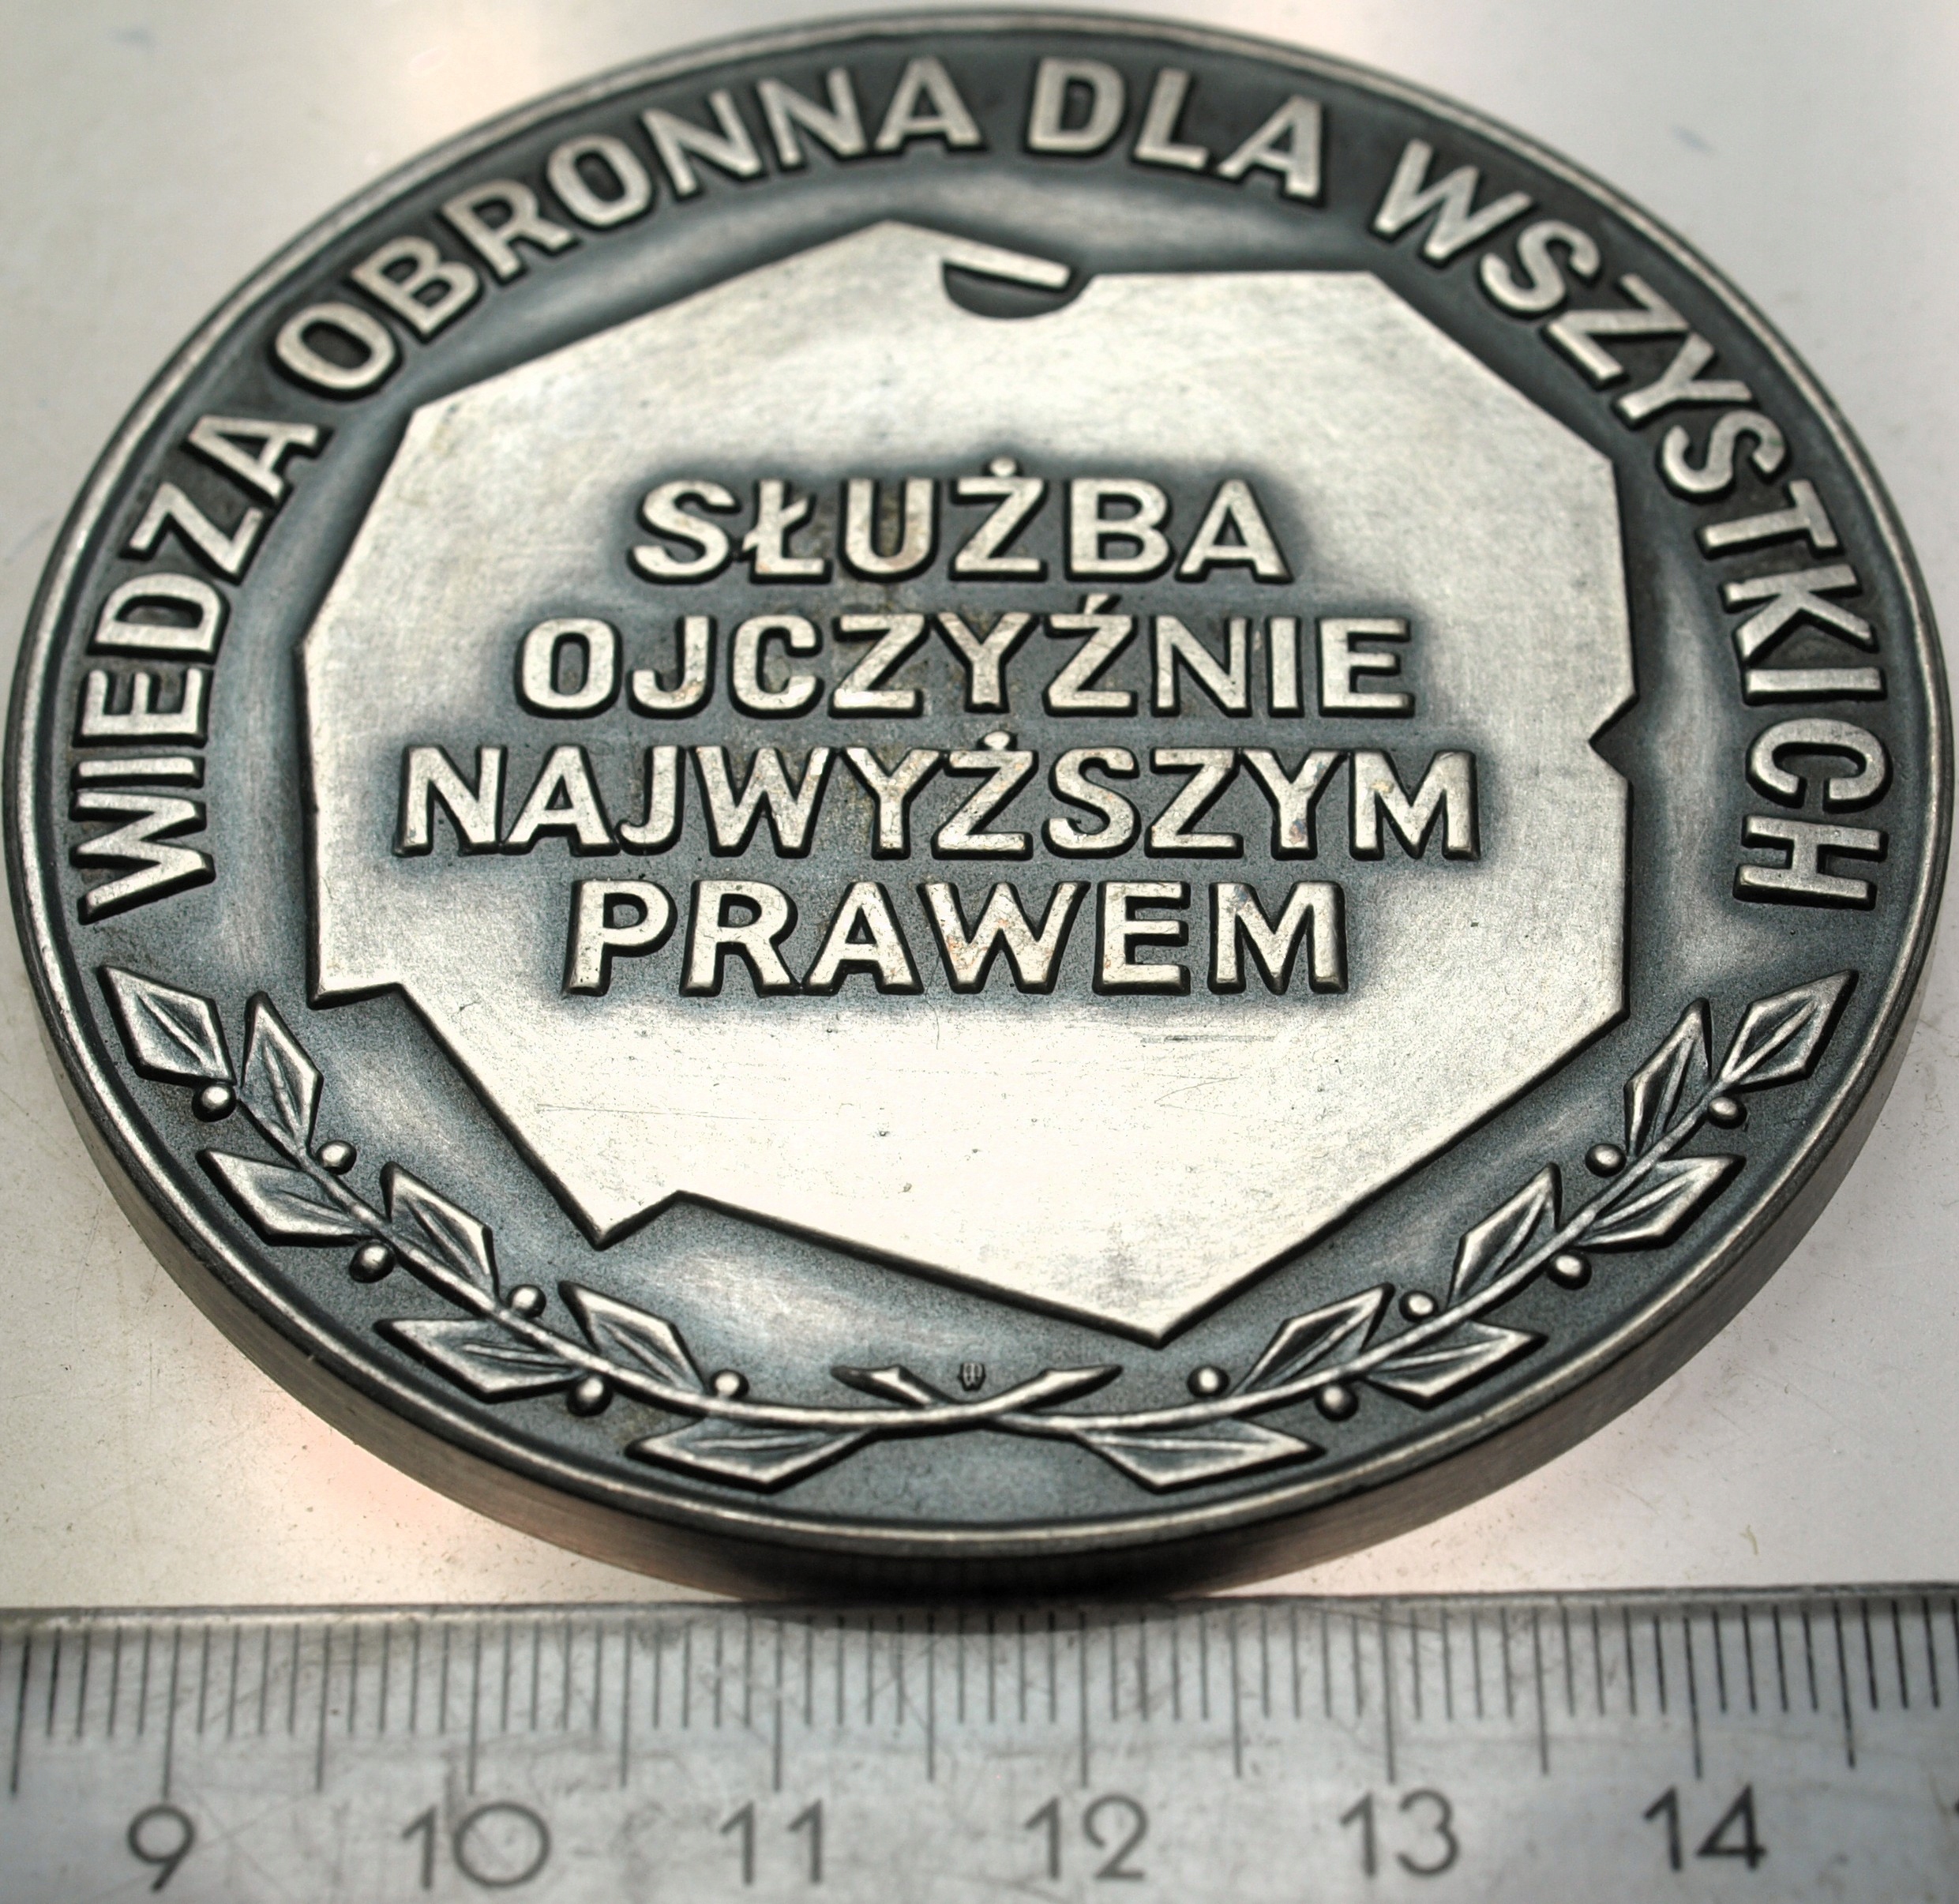 WIEDZA OBRONNA DLA WSZYSTKICH
SŁUŻBA
OJCZYŹNIE
NAJWYŻSZYM
PRAWEM
9 10 11 12 13 14